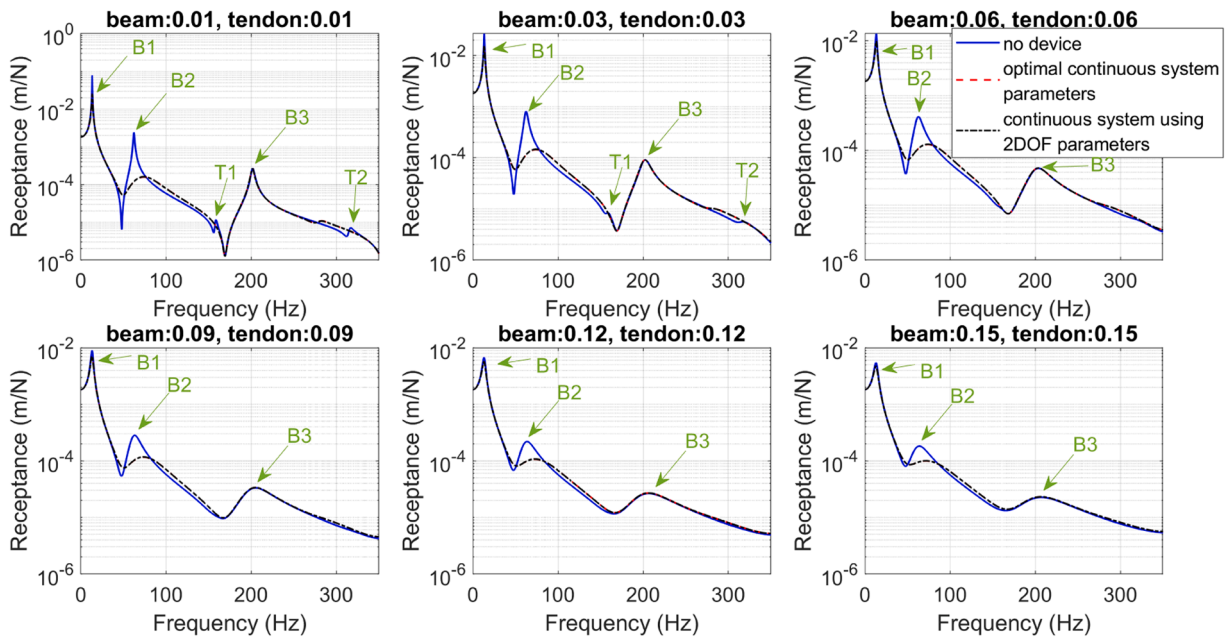 beam:0.01, tendon:0.01
10^0
10^-2
10^-4
10^-6
Receptance (m/N)
B1
B2
B3
T1
T2
0 100 200 300
Frequency (Hz)
beam:0.03, tendon:0.03
10^-2
10^-4
10^-6
Receptance (m/N)
B1
B2
B3
T1
T2
0 100 200 300
Frequency (Hz)
beam:0.06, tendon:0.06
10^-2
10^-4
10^-6
Receptance (m/N)
B1
B2
B3
0 100 200 300
Frequency (Hz)
no device
optimal continuous system
parameters
continuous system using
2DOF parameters
beam:0.09, tendon:0.09
10^-2
10^-4
10^-6
Receptance (m/N)
B1
B2
B3
0 100 200 300
Frequency (Hz)
beam:0.12, tendon:0.12
10^-2
10^-4
10^-6
Receptance (m/N)
B1
B2
B3
0 100 200 300
Frequency (Hz)
beam:0.15, tendon:0.15
10^-2
10^-4
10^-6
Receptance (m/N)
B1
B2
B3
0 100 200 300
Frequency (Hz)